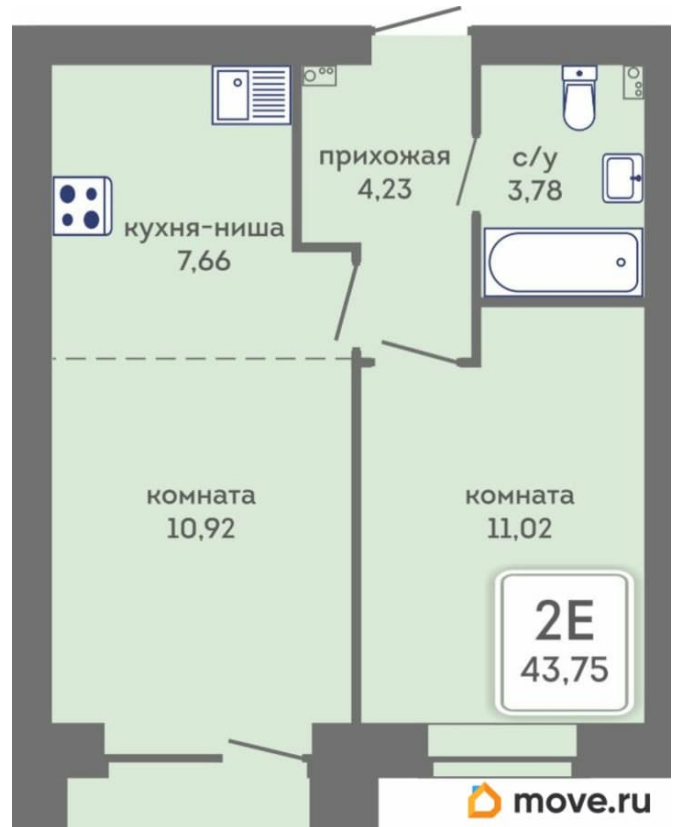 прихожая
4,23
с/у
3,78
кухня-ниша
7,66
комната
10,92
комната
11,02
2Е
43,75
move.ru